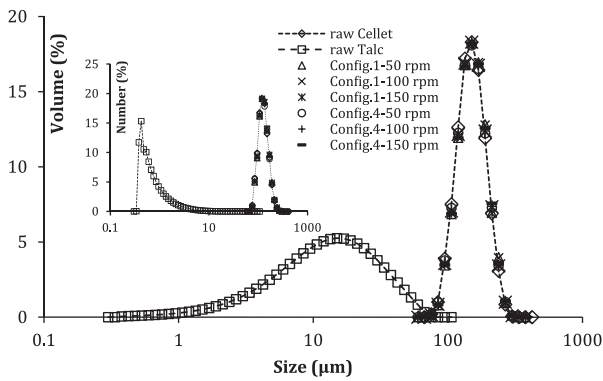 Volume (%)
20
15
10
5
0
0.1
1
10
100
1000
Size (µm)
Number (%)
25
20
15
10
5
0
0.1
10
1000
raw Cellet
raw Talc
Config.1-50 rpm
Config.1-100 rpm
Config.1-150 rpm
Config.4-50 rpm
Config.4-100 rpm
Config.4-150 rpm